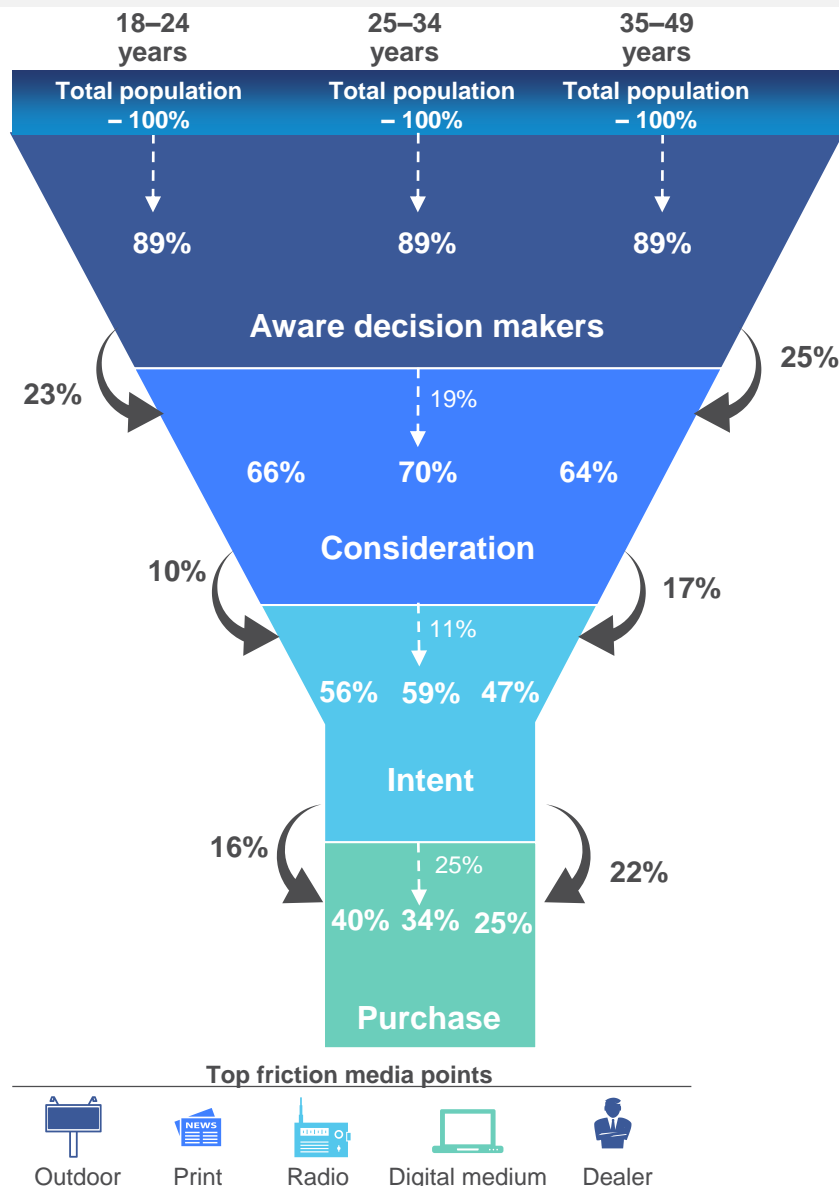 18–24 25–34 35–49
years years years
Total population Total population Total population
– 100% – 100% – 100%
89% 89% 89%
Aware decision makers
23% 19% 25%
66% 70% 64%
Consideration
10% 11% 17%
56% 59% 47%
Intent
16% 25% 22%
40% 34% 25%
Purchase
Top friction media points
NEWS
Outdoor Print Radio Digital medium Dealer